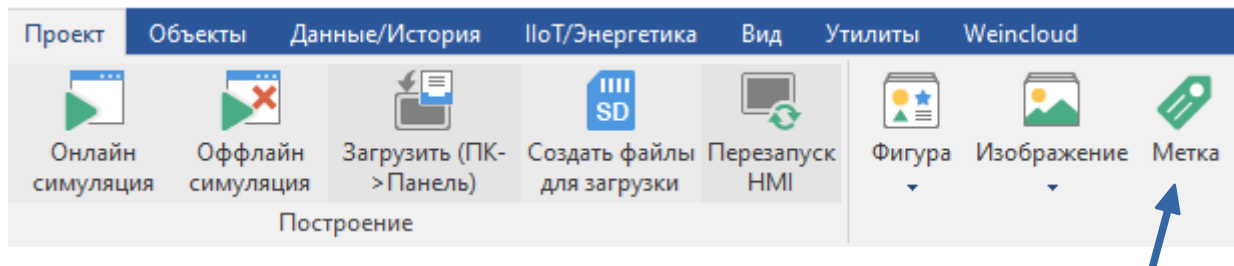 Проект Объекты Данные/История IIoT/Энергетика Вид Утилиты Weincloud
SD
Онлайн симуляция
Оффлайн симуляция
Загрузить (ПК->Панель)
Создать файлы для загрузки
Перезапуск HMI
Фигура
Изображение
Метка
Построение